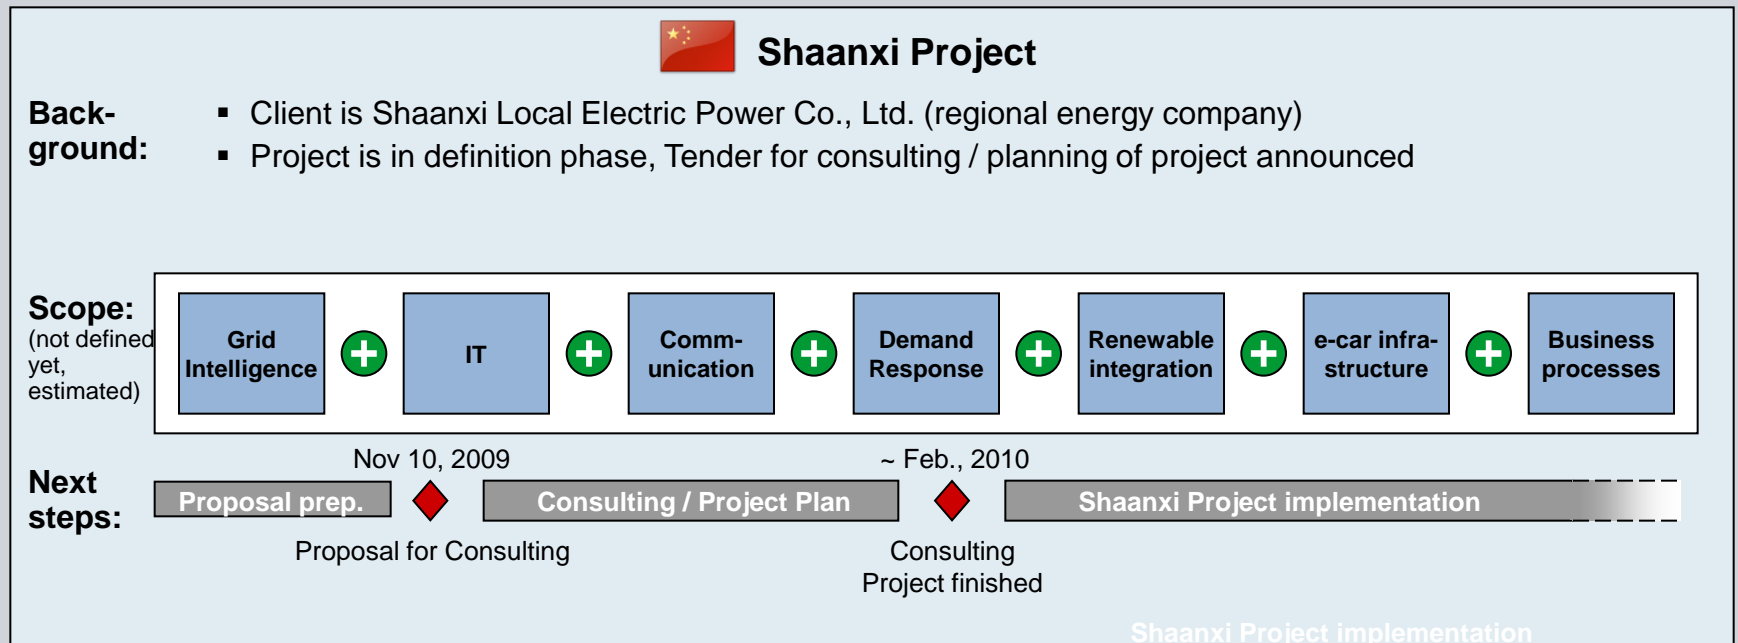 Shaanxi Project
Back-
ground:
▪ Client is Shaanxi Local Electric Power Co., Ltd. (regional energy company)
▪ Project is in definition phase, Tender for consulting / planning of project announced
Scope:
(not defined
yet,
estimated)
Grid
Intelligence
IT
Comm-
unication
Demand
Response
Renewable
integration
e-car infra-
structure
Business
processes
Next
steps:
Nov 10, 2009
~ Feb., 2010
Proposal prep.
Consulting / Project Plan
Shaanxi Project implementation
Proposal for Consulting
Consulting
Project finished
Shaanxi Project implementation